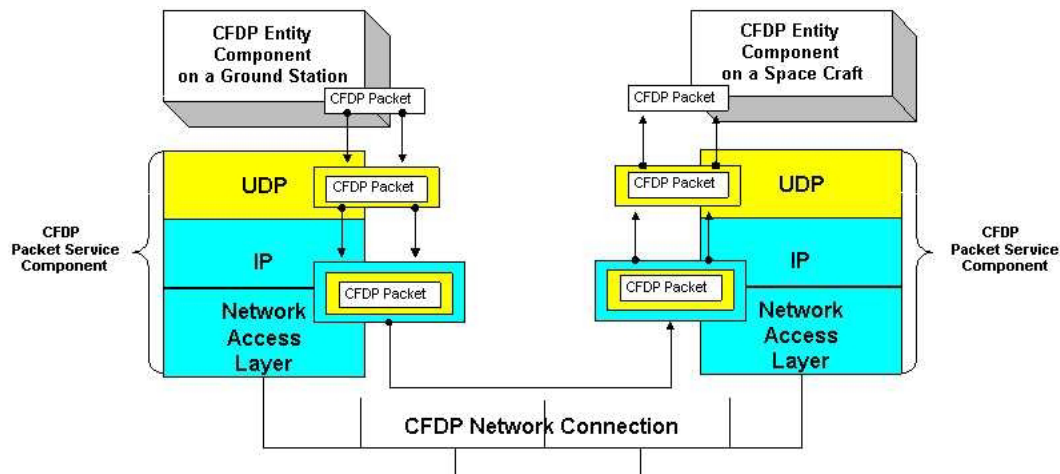 CFDP Entity
Component
on a Ground Station
CFDP Packet
CFDP Entity
Component
on a Space Craft
CFDP Packet
UDP
CFDP Packet
CFDP Packet
UDP
CFDP
Packet Service
Component
IP
CFDP Packet
CFDP Packet
IP
CFDP
Packet Service
Component
Network
Access
Layer
Network
Access
Layer
CFDP Network Connection